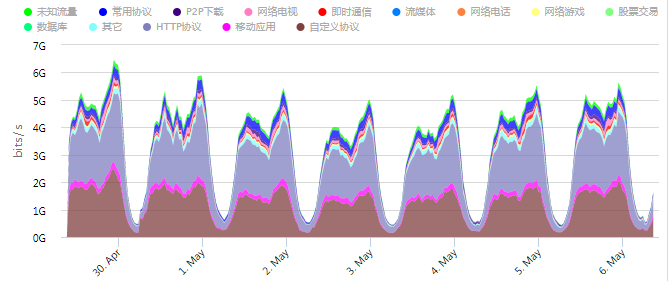 未知流量 常用协议 P2P下载 网络电视 即时通信 流媒体 网络电话 网络游戏 股票交易
数据库 其它 HTTP协议 移动应用 自定义协议
7G
6G
5G
4G
3G
2G
1G
0G
bits/s
30. Apr 1. May 2. May 3. May 4. May 5. May 6. May